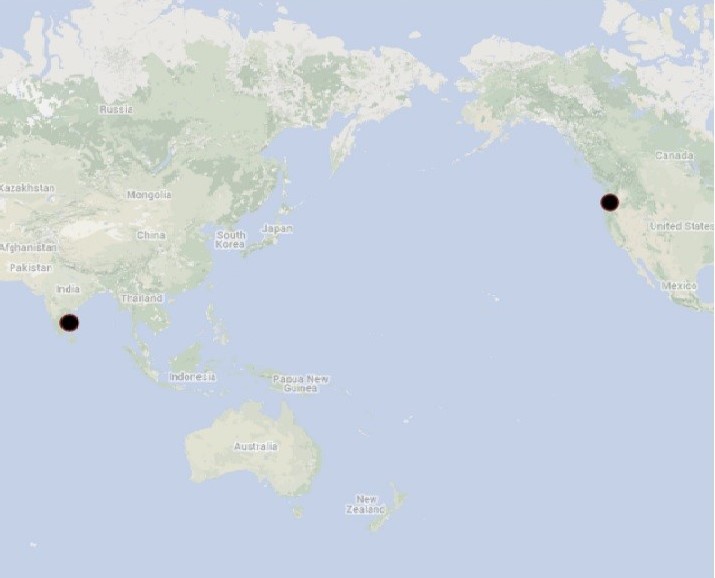 Russia
Canada
Kazakhstan
Mongolia
United States
China
South
Korea
Japan
Afghanistan
Pakistan
India
Mexico
Thailand
Indonesia
Papua New
Guinea
Australia
New
Zealand